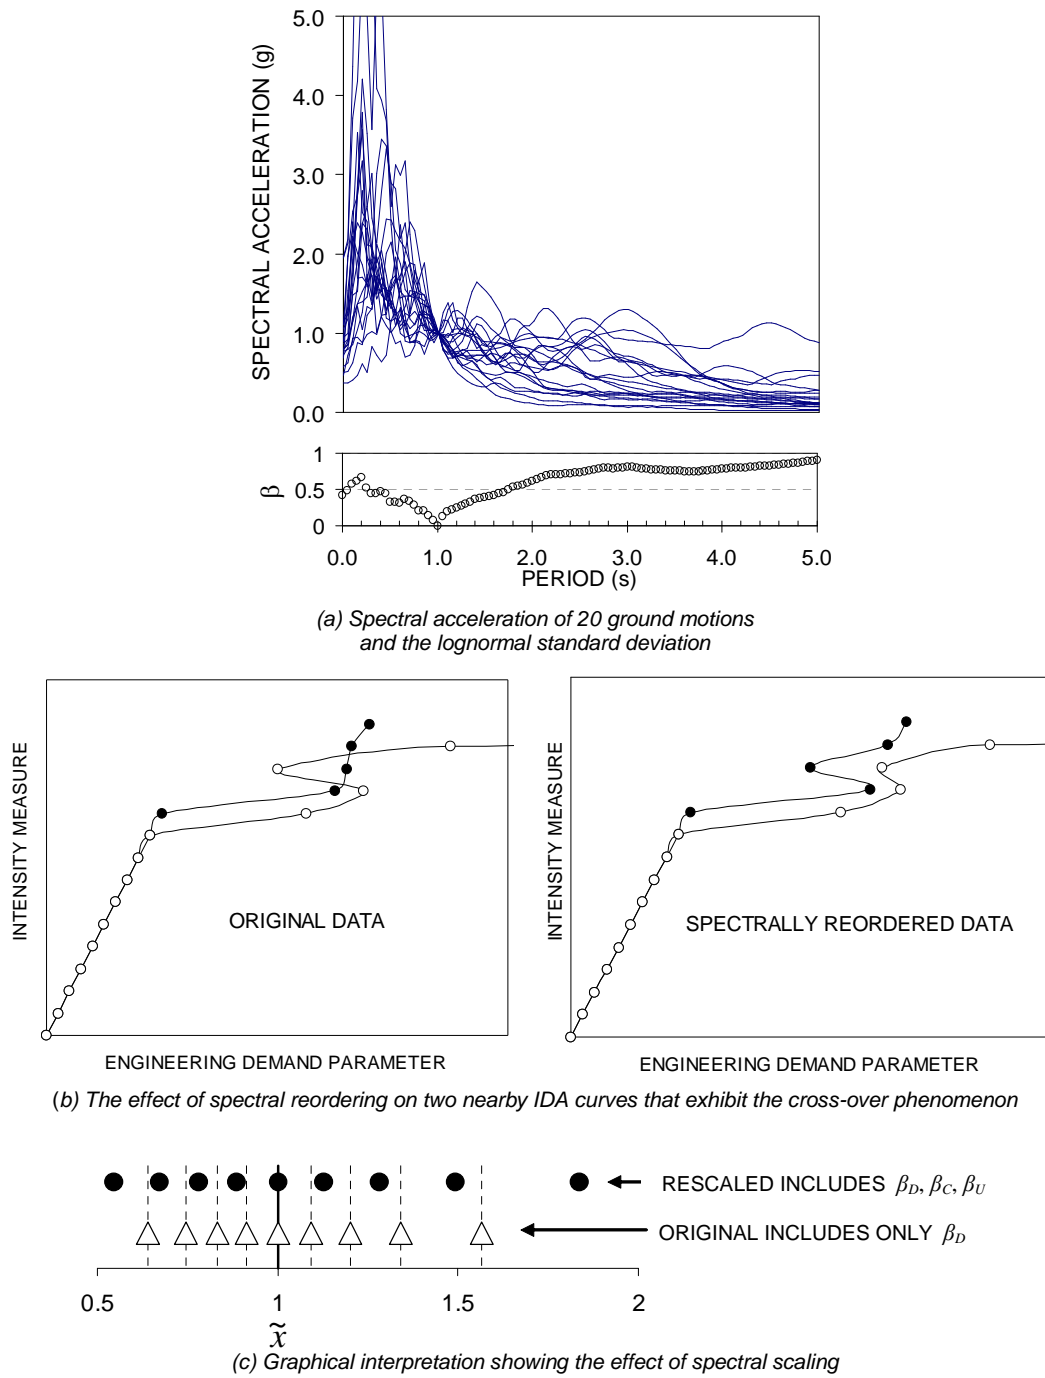 5.0
4.0
3.0
2.0
1.0
0.0
SPECTRAL ACCELERATION (g)
1
0.5
0
β
0.0 1.0 2.0 3.0 4.0 5.0
PERIOD (s)
(a) Spectral acceleration of 20 ground motions
and the lognormal standard deviation
INTENSITY MEASURE
ORIGINAL DATA
ENGINEERING DEMAND PARAMETER
INTENSITY MEASURE
SPECTRALLY REORDERED DATA
ENGINEERING DEMAND PARAMETER
(b) The effect of spectral reordering on two nearby IDA curves that exhibit the cross-over phenomenon
RESCALED INCLUDES β_D, β_C, β_U
ORIGINAL INCLUDES ONLY β_D
0.5 1 1.5 2
x̃
(c) Graphical interpretation showing the effect of spectral scaling